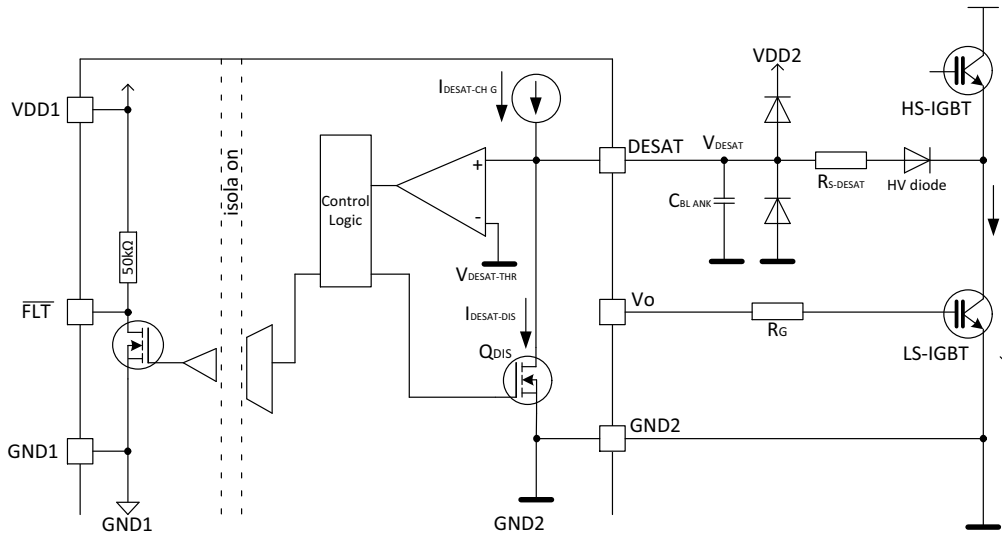 VDD1
50kΩ
FLT
GND1
GND1
isola on
Control
Logic
IDESAT-CH G
+
-
VDESAT-THR
IDESAT-DIS
QDIS
GND2
DESAT
Vo
GND2
VDD2
VDESAT
CBL ANK
RS-DESAT
HV diode
RG
HS-IGBT
LS-IGBT